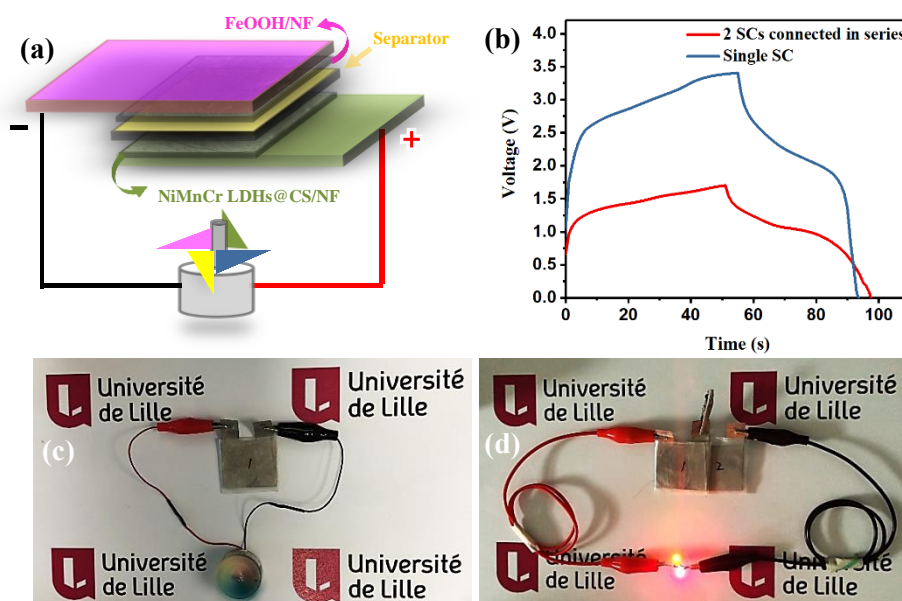 (a)
FeOOH/NF
Separator
−
+
NiMnCr LDHs@CS/NF
(b)
2 SCs connected in series
Single SC
Voltage (V)
3.5
3.0
2.5
2.0
1.5
1.0
0.5
0.0
0 20 40 60 80 100
Time (s)
(c)
Université
de Lille
Université
de Lille
1
Université
de Lille
Université
de Lille
(d)
Université
de Lille
Université
de Lille
1 2
Université
de Lille
Université
de Lille